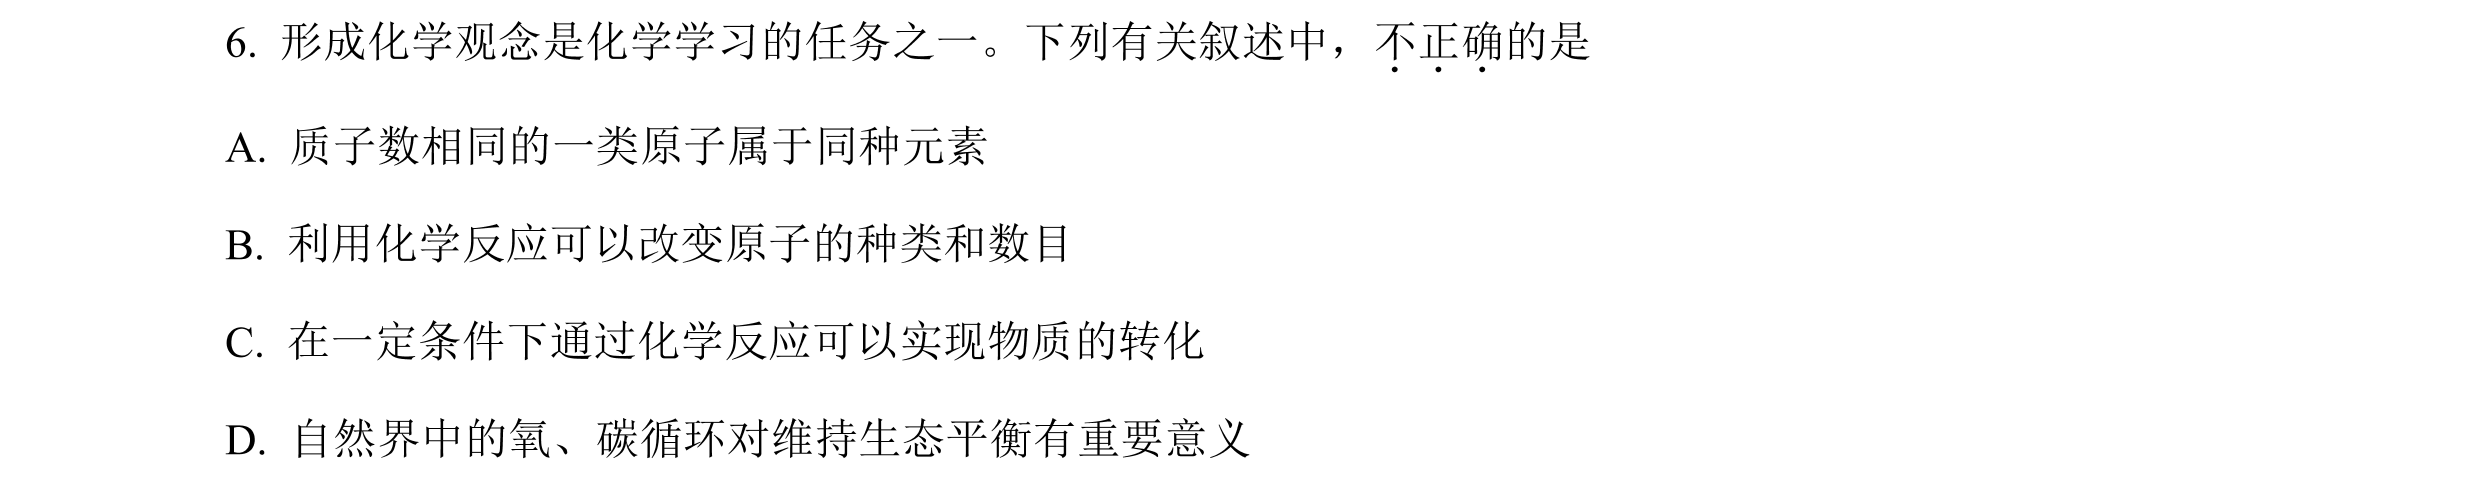 6. 形成化学观念是化学学习的任务之一。下列有关叙述中，不正确的是
A. 质子数相同的一类原子属于同种元素
B. 利用化学反应可以改变原子的种类和数目
C. 在一定条件下通过化学反应可以实现物质的转化
D. 自然界中的氧、碳循环对维持生态平衡有重要意义